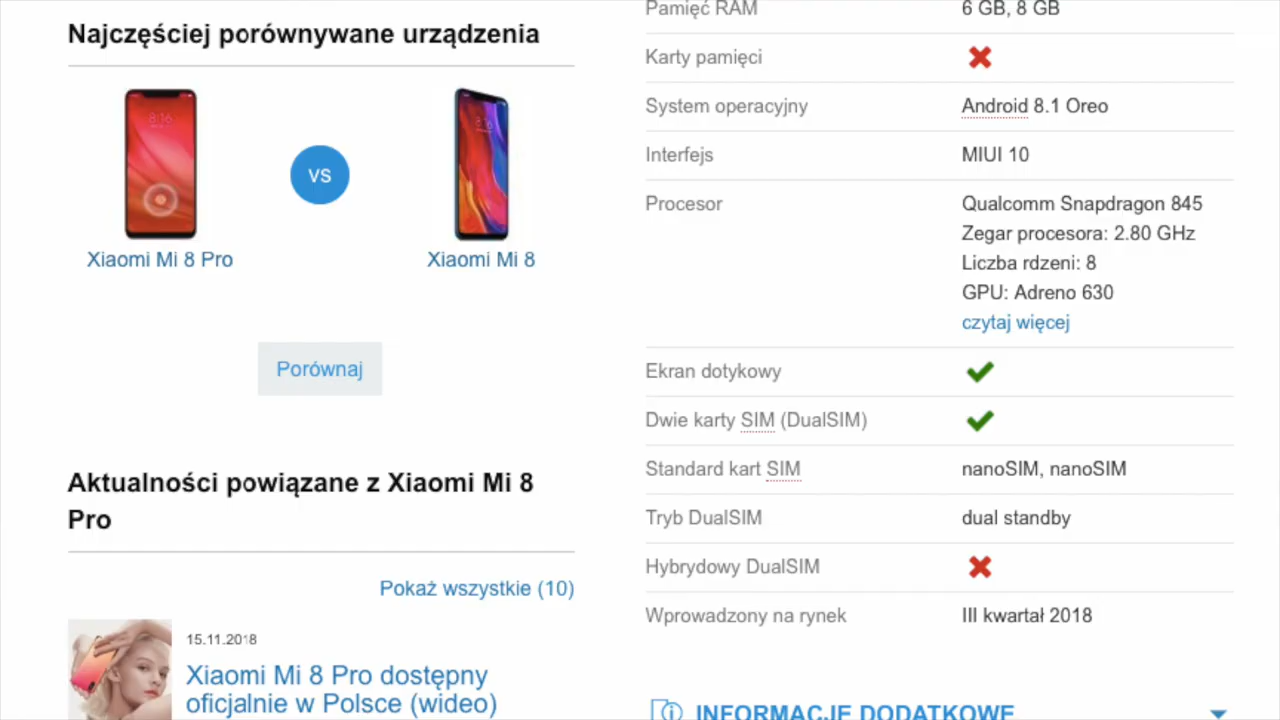 Najczęściej porównywane urządzenia
8:16
vs
8:16
Xiaomi Mi 8 Pro
Xiaomi Mi 8
Porównaj
Aktualności powiązane z Xiaomi Mi 8
Pro
Pokaż wszystkie (10)
15.11.2018
Xiaomi Mi 8 Pro dostępny
oficjalnie w Polsce (wideo)
Pamięć RAM 6 GB, 8 GB
Karty pamięci
System operacyjny Android 8.1 Oreo
Interfejs MIUI 10
Procesor Qualcomm Snapdragon 845
Zegar procesora: 2.80 GHz
Liczba rdzeni: 8
GPU: Adreno 630
czytaj więcej
Ekran dotykowy
Dwie karty SIM (DualSIM)
Standard kart SIM nanoSIM, nanoSIM
Tryb DualSIM dual standby
Hybrydowy DualSIM
Wprowadzony na rynek III kwartał 2018
INFORMACJE DODATKOWE